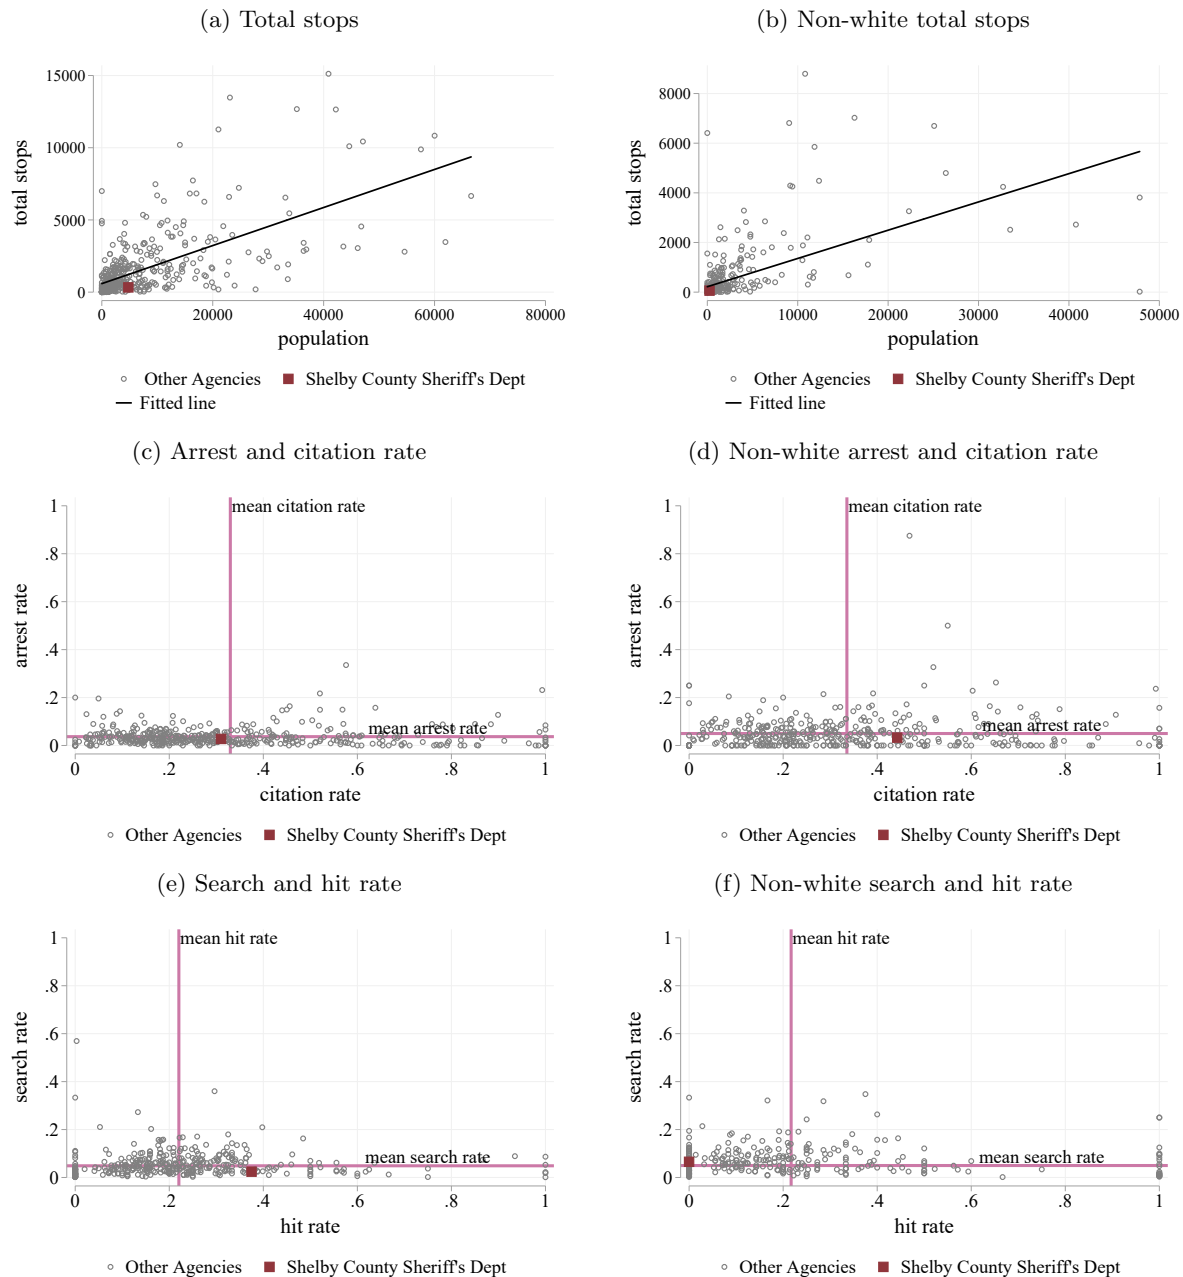 (a) Total stops
(b) Non-white total stops
total stops
15000
10000
5000
0
0
20000
40000
60000
80000
population
Other Agencies
Shelby County Sheriff's Dept
Fitted line
total stops
8000
6000
4000
2000
0
0
10000
20000
30000
40000
50000
population
Other Agencies
Shelby County Sheriff's Dept
Fitted line
(c) Arrest and citation rate
(d) Non-white arrest and citation rate
arrest rate
1
.8
.6
.4
.2
0
mean citation rate
mean arrest rate
0
.2
.4
.6
.8
1
citation rate
Other Agencies
Shelby County Sheriff's Dept
arrest rate
1
.8
.6
.4
.2
0
mean citation rate
mean arrest rate
0
.2
.4
.6
.8
1
citation rate
Other Agencies
Shelby County Sheriff's Dept
(e) Search and hit rate
(f) Non-white search and hit rate
search rate
1
.8
.6
.4
.2
0
mean hit rate
mean search rate
0
.2
.4
.6
.8
1
hit rate
Other Agencies
Shelby County Sheriff's Dept
search rate
1
.8
.6
.4
.2
0
mean hit rate
mean search rate
0
.2
.4
.6
.8
1
hit rate
Other Agencies
Shelby County Sheriff's Dept